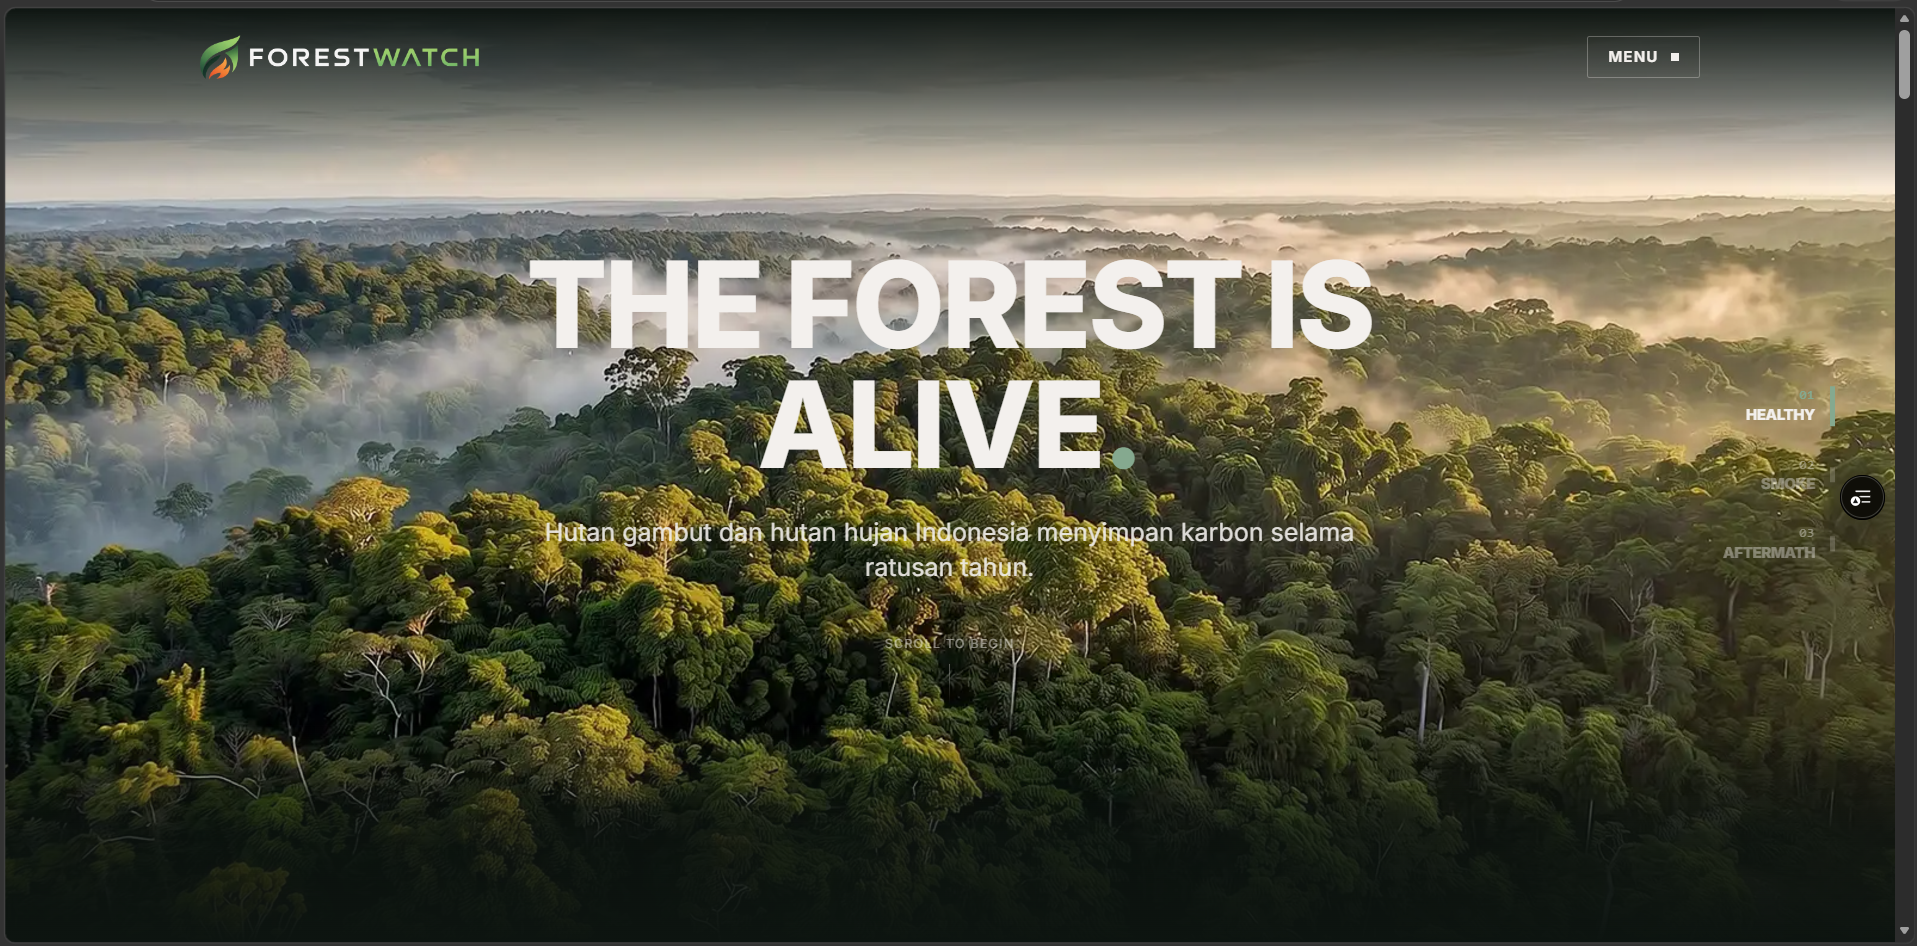 FORESTWATCH
MENU
THE FOREST IS
ALIVE.
01
HEALTHY
02
SMOKE
Hutan gambut dan hutan hujan Indonesia menyimpan karbon selama
ratusan tahun.
03
AFTERMATH
SCROLL TO BEGIN